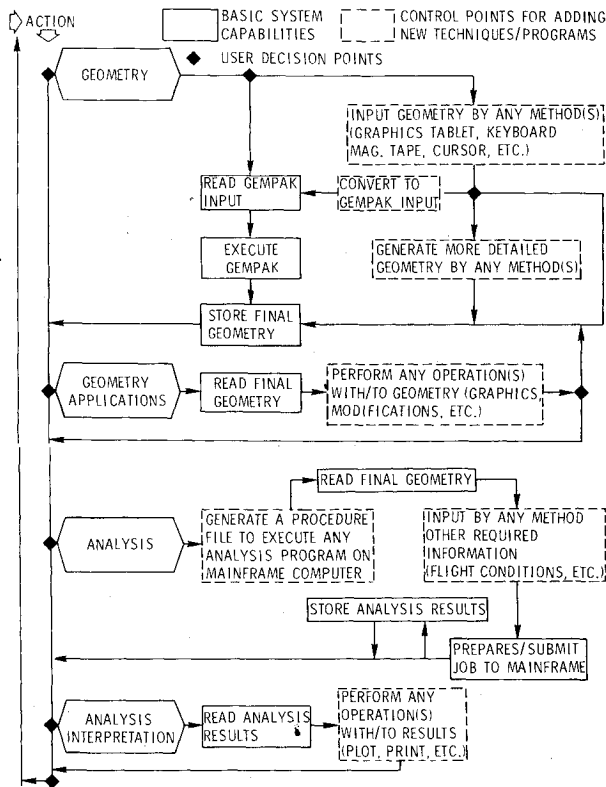 ACTION
BASIC SYSTEM
CAPABILITIES
CONTROL POINTS FOR ADDING
NEW TECHNIQUES/PROGRAMS
USER DECISION POINTS
GEOMETRY
INPUT GEOMETRY BY ANY METHOD(S)
(GRAPHICS TABLET, KEYBOARD
MAG. TAPE, CURSOR, ETC.)
READ GEMPAK
INPUT
CONVERT TO
GEMPAK INPUT
EXECUTE
GEMPAK
GENERATE MORE DETAILED
GEOMETRY BY ANY METHOD(S)
STORE FINAL
GEOMETRY
GEOMETRY
APPLICATIONS
READ FINAL
GEOMETRY
PERFORM ANY OPERATION(S)
WITH/TO GEOMETRY (GRAPHICS,
MODIFICATIONS, ETC.)
READ FINAL GEOMETRY
ANALYSIS
GENERATE A PROCEDURE
FILE TO EXECUTE ANY
ANALYSIS PROGRAM ON
MAINFRAME COMPUTER
INPUT BY ANY METHOD
OTHER REQUIRED
INFORMATION
(FLIGHT CONDITIONS, ETC.)
STORE ANALYSIS RESULTS
PREPARES/SUBMIT
JOB TO MAINFRAME
ANALYSIS
INTERPRETATION
READ ANALYSIS
RESULTS
PERFORM ANY
OPERATION(S)
WITH/TO RESULTS
(PLOT, PRINT, ETC.)